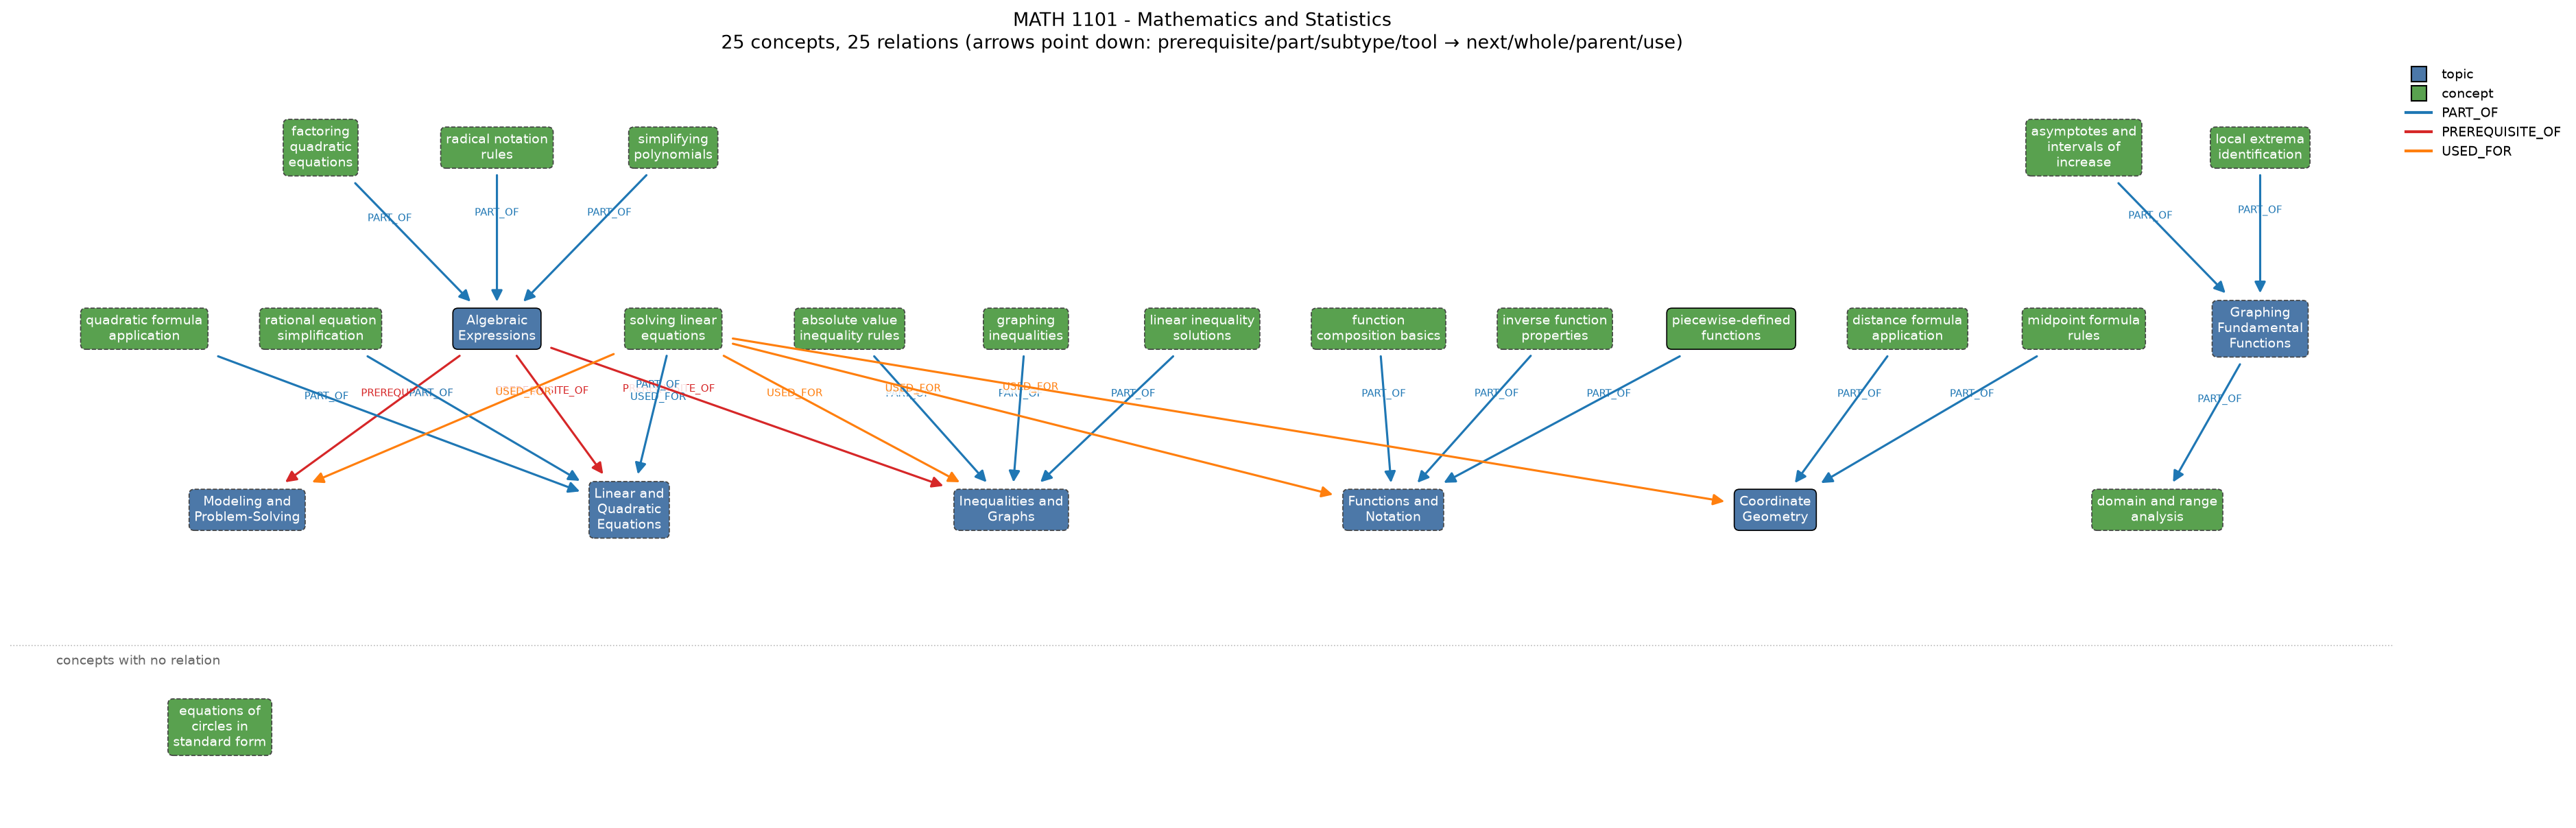 MATH 1101 - Mathematics and Statistics
25 concepts, 25 relations (arrows point down: prerequisite/part/subtype/tool → next/whole/parent/use)
topic
concept
PART_OF
PREREQUISITE_OF
USED_FOR
factoring
quadratic
equations
radical notation
rules
simplifying
polynomials
asymptotes and
intervals of
increase
local extrema
identification
PART_OF
PART_OF
PART_OF
PART_OF
PART_OF
quadratic formula
application
rational equation
simplification
Algebraic
Expressions
solving linear
equations
absolute value
inequality rules
graphing
inequalities
linear inequality
solutions
function
composition basics
inverse function
properties
piecewise-defined
functions
distance formula
application
midpoint formula
rules
Graphing
Fundamental
Functions
PART_OF
PART_OF
USED_FOR
PART_OF
USED_FOR
USED_FOR
USED_FOR
USED_FOR
PART_OF
PART_OF
PART_OF
PART_OF
PART_OF
PART_OF
PART_OF
Modeling and
Problem-Solving
Linear and
Quadratic
Equations
Inequalities and
Graphs
Functions and
Notation
Coordinate
Geometry
domain and range
analysis
concepts with no relation
equations of
circles in
standard form